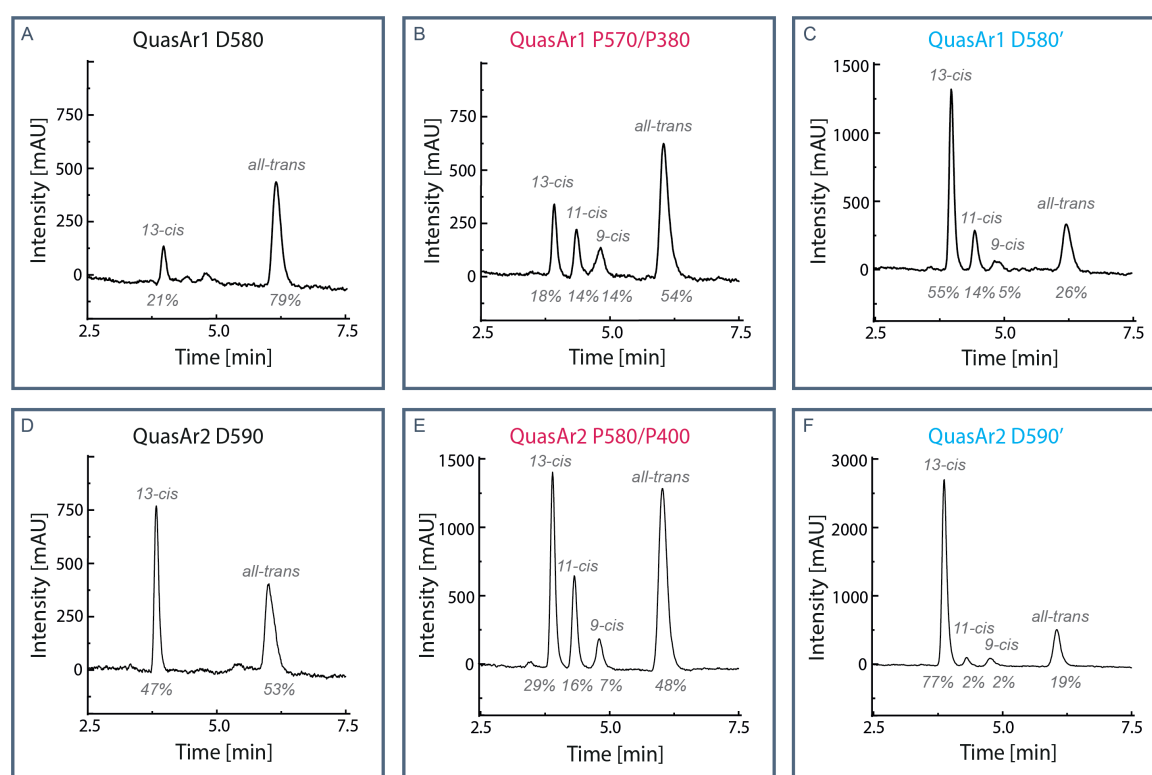 A
QuasAr1 D580
Intensity [mAU]
750
500
250
0
13-cis
all-trans
21%
79%
2.5
5.0
7.5
Time [min]
B
QuasAr1 P570/P380
Intensity [mAU]
750
500
250
0
13-cis
11-cis
9-cis
all-trans
18%
14%
14%
54%
2.5
5.0
7.5
Time [min]
C
QuasAr1 D580′
Intensity [mAU]
1500
1000
500
0
13-cis
11-cis
9-cis
all-trans
55%
14%
5%
26%
2.5
5.0
7.5
Time [min]
D
QuasAr2 D590
Intensity [mAU]
750
500
250
0
13-cis
all-trans
47%
53%
2.5
5.0
7.5
Time [min]
E
QuasAr2 P580/P400
Intensity [mAU]
1500
1000
500
0
13-cis
11-cis
9-cis
all-trans
29%
16%
7%
48%
2.5
5.0
7.5
Time [min]
F
QuasAr2 D590′
Intensity [mAU]
3000
2000
1000
0
13-cis
11-cis
9-cis
all-trans
77%
2%
2%
19%
2.5
5.0
7.5
Time [min]